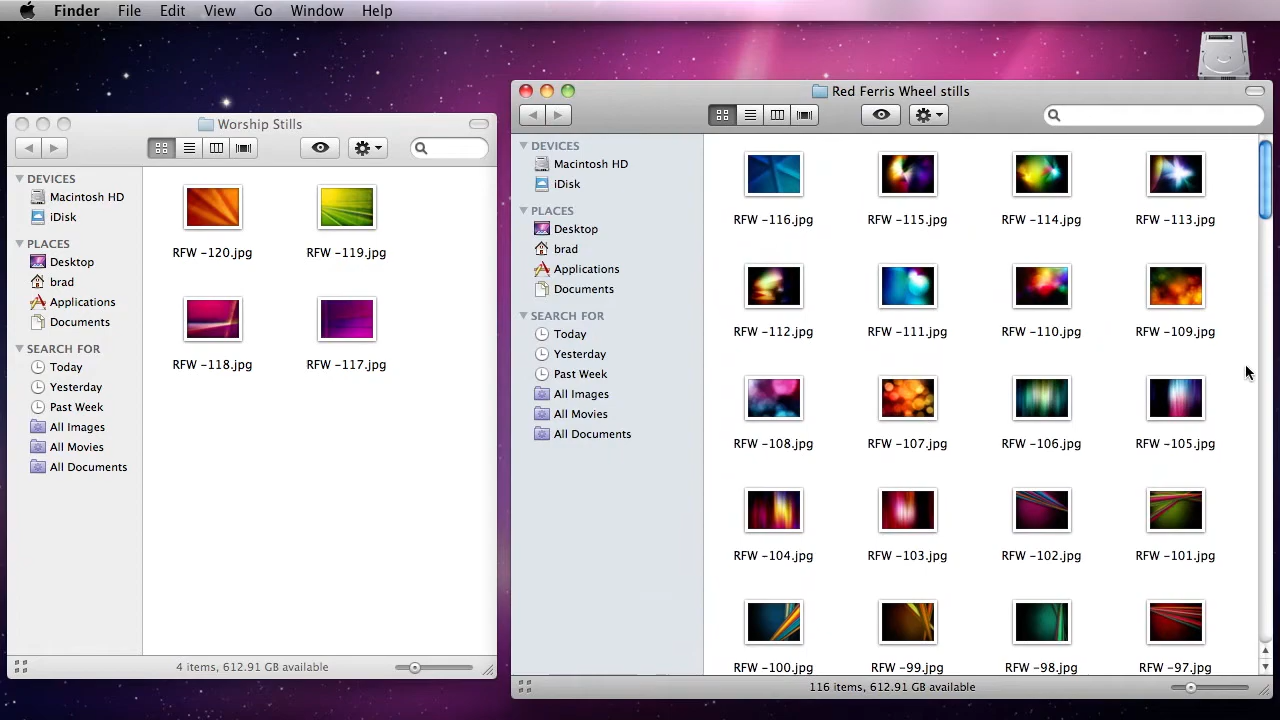 Finder File Edit View Go Window Help
Worship Stills
DEVICES
Macintosh HD
iDisk
PLACES
Desktop
brad
Applications
Documents
SEARCH FOR
Today
Yesterday
Past Week
All Images
All Movies
All Documents
RFW -120.jpg RFW -119.jpg
RFW -118.jpg RFW -117.jpg
4 items, 612.91 GB available
Red Ferris Wheel stills
DEVICES
Macintosh HD
iDisk
PLACES
Desktop
brad
Applications
Documents
SEARCH FOR
Today
Yesterday
Past Week
All Images
All Movies
All Documents
RFW -116.jpg RFW -115.jpg RFW -114.jpg RFW -113.jpg
RFW -112.jpg RFW -111.jpg RFW -110.jpg RFW -109.jpg
RFW -108.jpg RFW -107.jpg RFW -106.jpg RFW -105.jpg
RFW -104.jpg RFW -103.jpg RFW -102.jpg RFW -101.jpg
RFW -100.jpg RFW -99.jpg RFW -98.jpg RFW -97.jpg
116 items, 612.91 GB available